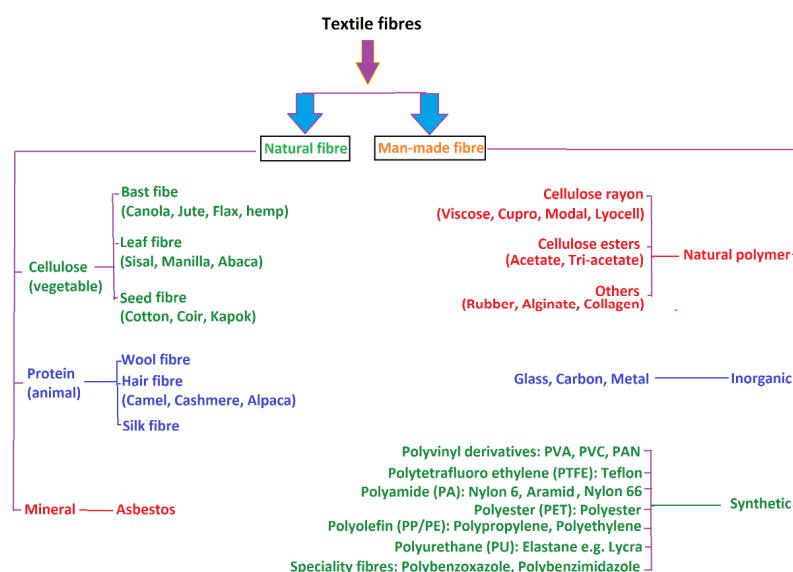 Textile fibres
Natural fibre
Man-made fibre
Bast fibe
(Canola, Jute, Flax, hemp)
Leaf fibre
(Sisal, Manilla, Abaca)
Cellulose
(vegetable)
Seed fibre
(Cotton, Coir, Kapok)
Wool fibre
Protein
(animal)
Hair fibre
(Camel, Cashmere, Alpaca)
Silk fibre
Mineral
Asbestos
Cellulose rayon
(Viscose, Cupro, Modal, Lyocell)
Cellulose esters
(Acetate, Tri-acetate)
Natural polymer
Others
(Rubber, Alginate, Collagen)
Glass, Carbon, Metal
Inorganic
Polyvinyl derivatives: PVA, PVC, PAN
Polytetrafluoro ethylene (PTFE): Teflon
Polyamide (PA): Nylon 6, Aramid, Nylon 66
Polyester (PET): Polyester
Synthetic
Polyolefin (PP/PE): Polypropylene, Polyethylene
Polyurethane (PU): Elastane e.g. Lycra
Speciality fibres: Polybenzoxazole, Polybenzimidazole